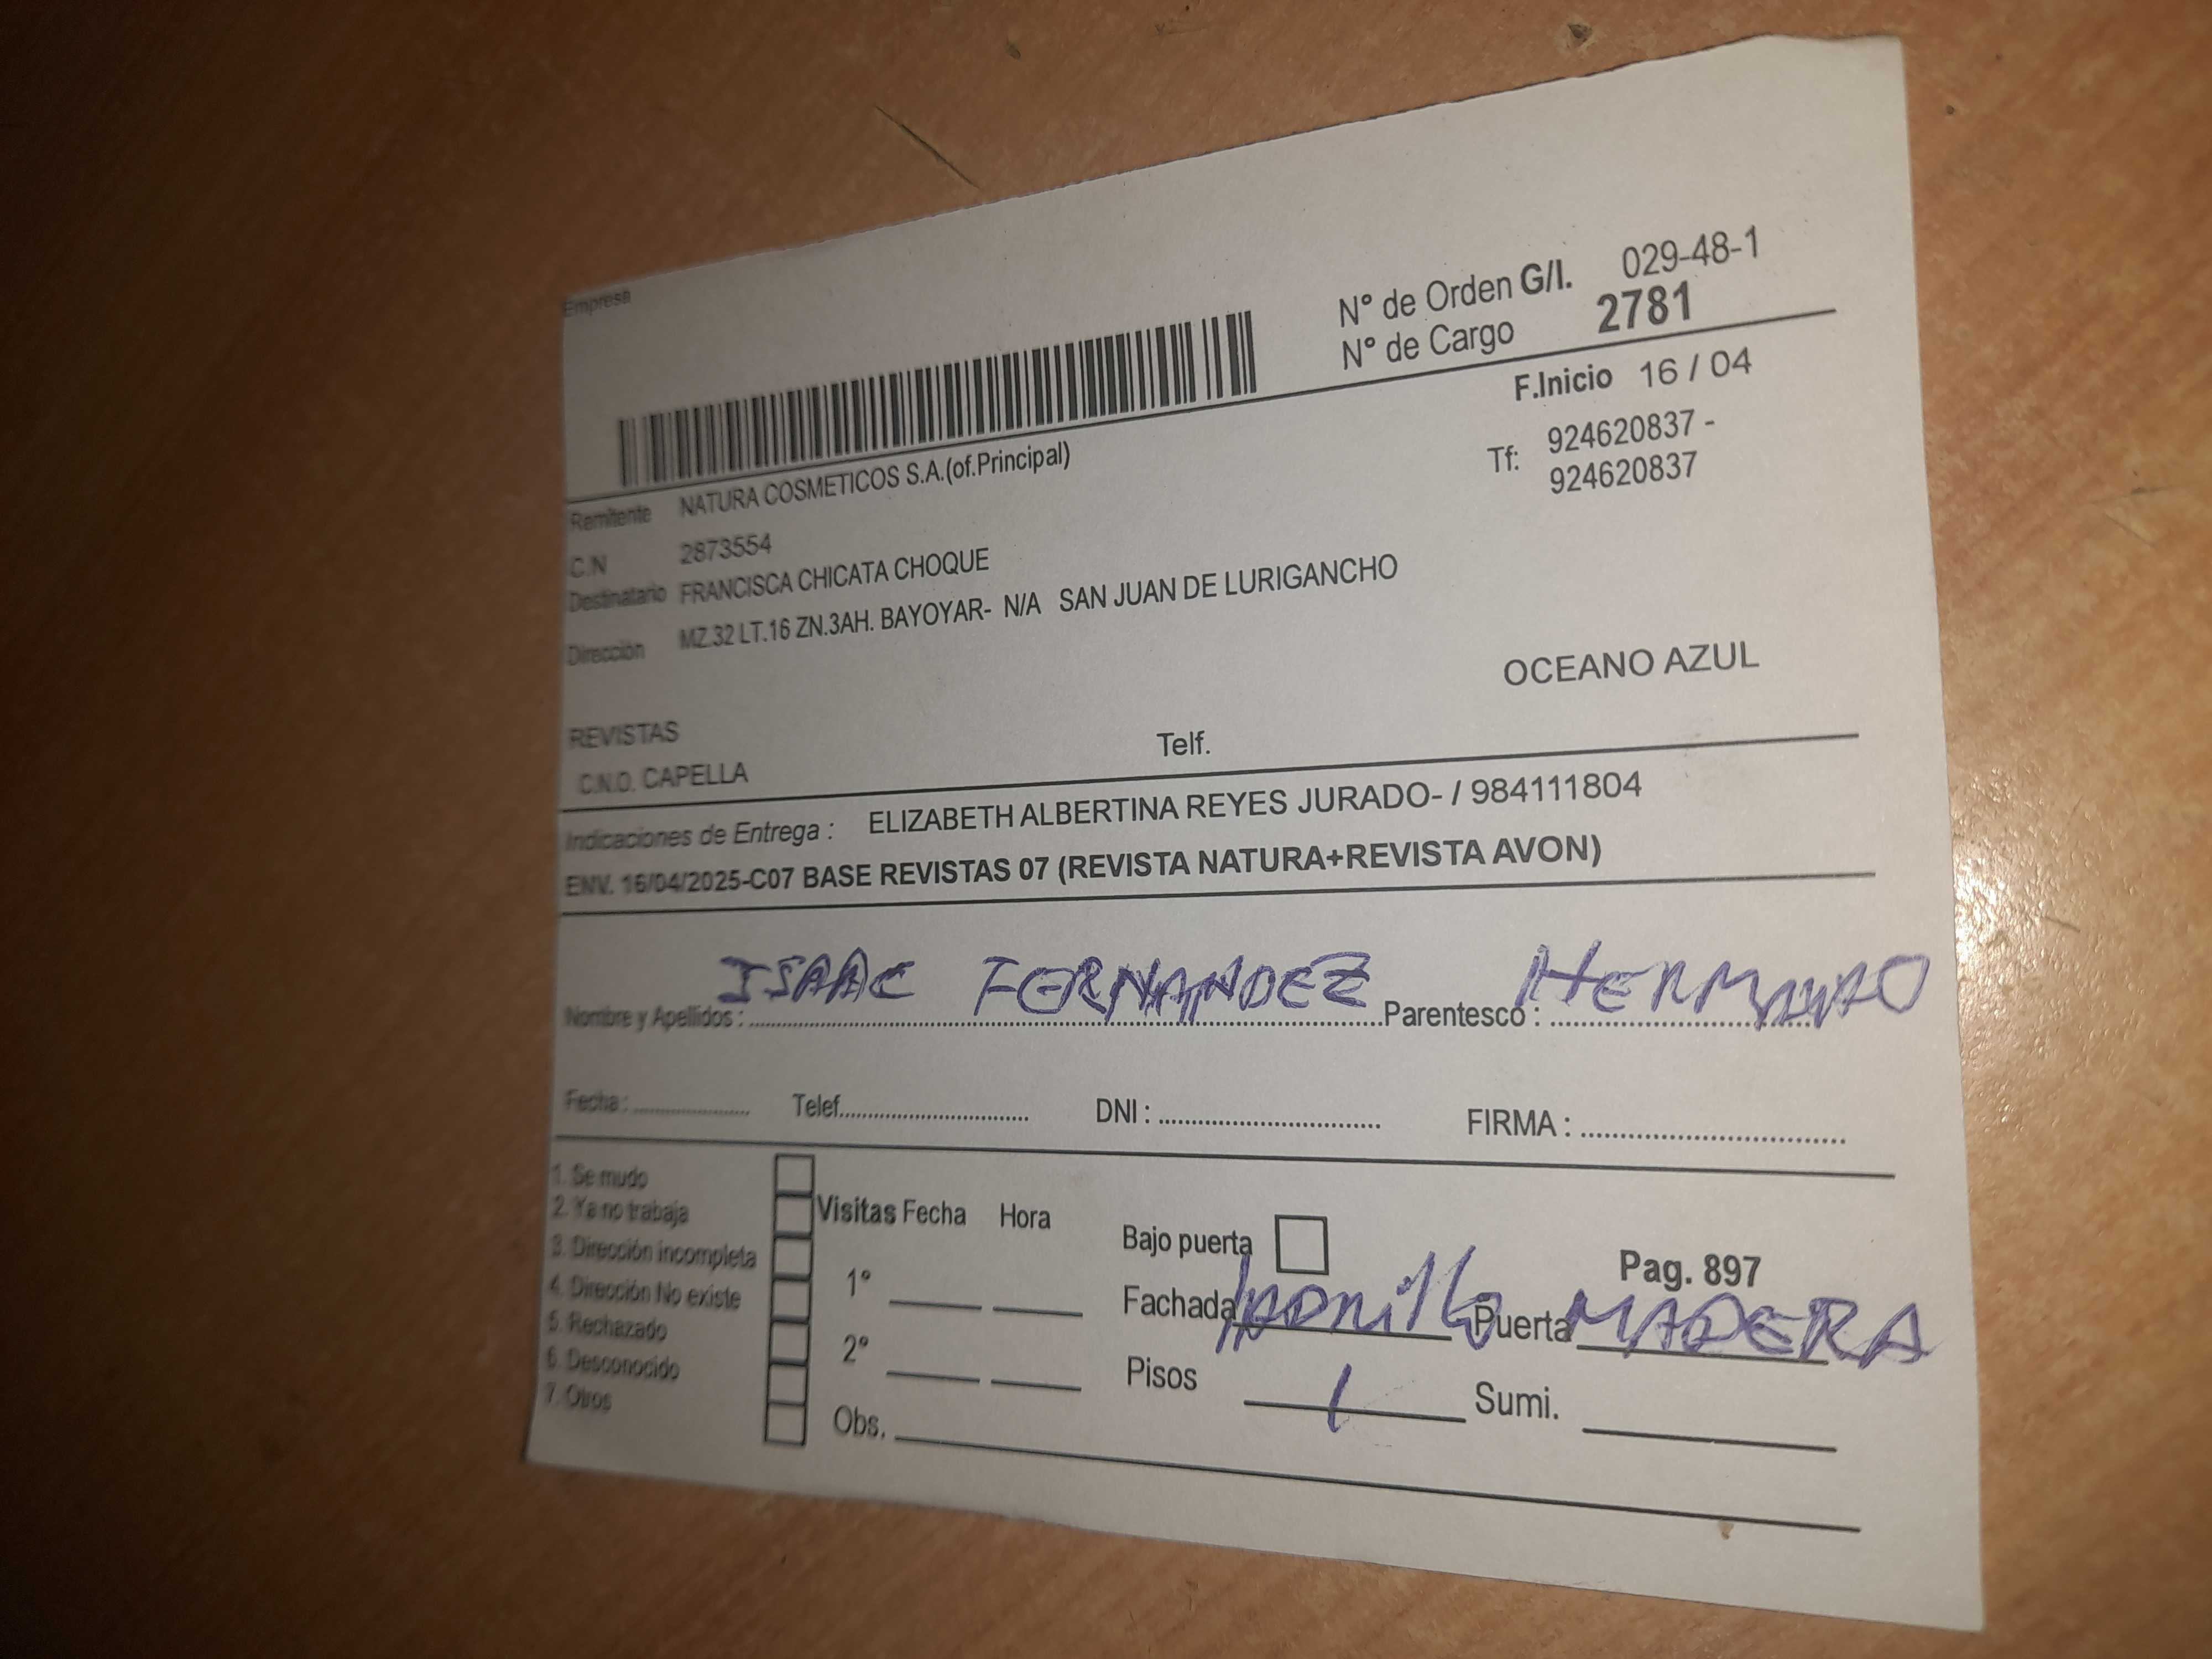 Empresa
N° de Orden G/I. 029-48-1
N° de Cargo 2781
F.Inicio 16 / 04
Remitente NATURA COSMETICOS S.A.(of.Principal)
Tf: 924620837 -
924620837
C.N 2873554
Destinatario FRANCISCA CHICATA CHOQUE
Dirección MZ.32 LT.16 ZN.3AH. BAYOYAR- N/A SAN JUAN DE LURIGANCHO
OCEANO AZUL
REVISTAS
C.N.O. CAPELLA Telf.
Indicaciones de Entrega : ELIZABETH ALBERTINA REYES JURADO- / 984111804
ENV. 16/04/2025-C07 BASE REVISTAS 07 (REVISTA NATURA+REVISTA AVON)
Nombre y Apellidos : ISAAC FERNANDEZ Parentesco : HERMANO
Fecha : Telef. DNI : FIRMA :
1. Se mudo
2. Ya no trabaja
3. Dirección incompleta
4. Dirección No existe
5. Rechazado
6. Desconocido
7. Otros
Visitas Fecha Hora
1°
2°
Obs.
Bajo puerta
Pag. 897
Fachada Puerta MADERA
Pisos 1 Sumi.